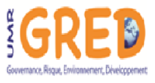 UMR
GRED
Gouvernance, Risque, Environnement, Développement